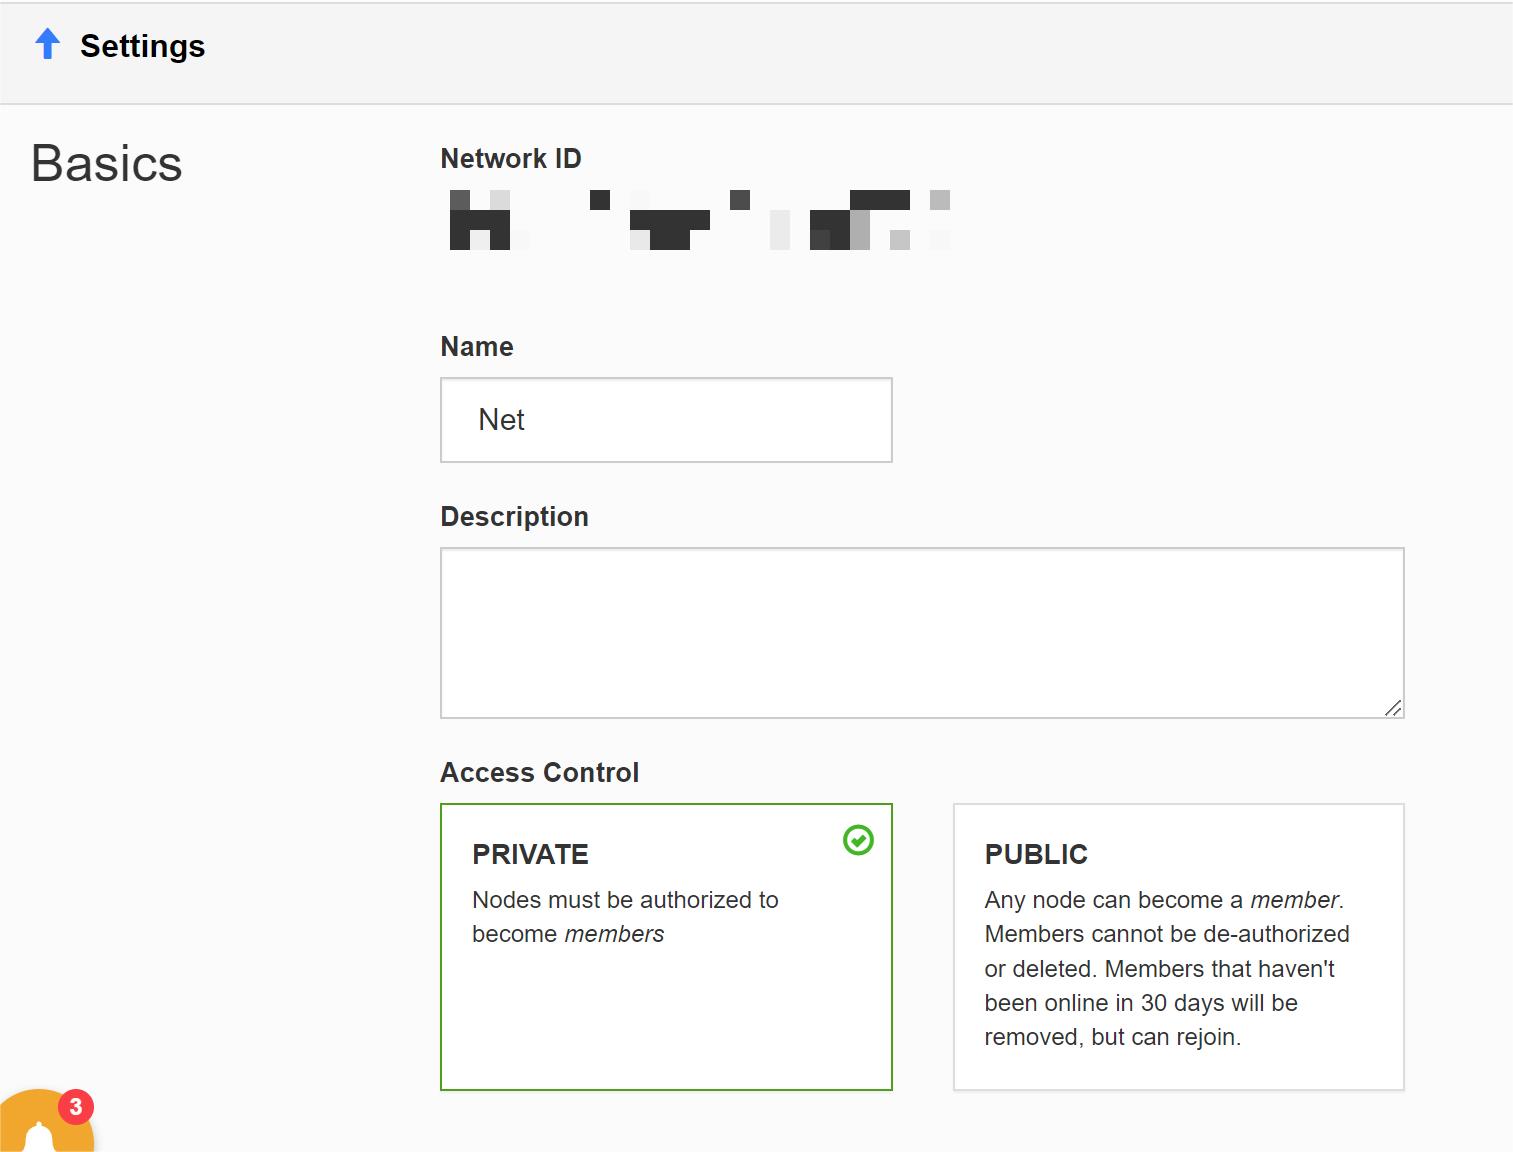 Settings
Basics
Network ID
Name
Net
Description
Access Control
PRIVATE
Nodes must be authorized to
become members
PUBLIC
Any node can become a member.
Members cannot be de-authorized
or deleted. Members that haven't
been online in 30 days will be
removed, but can rejoin.
3